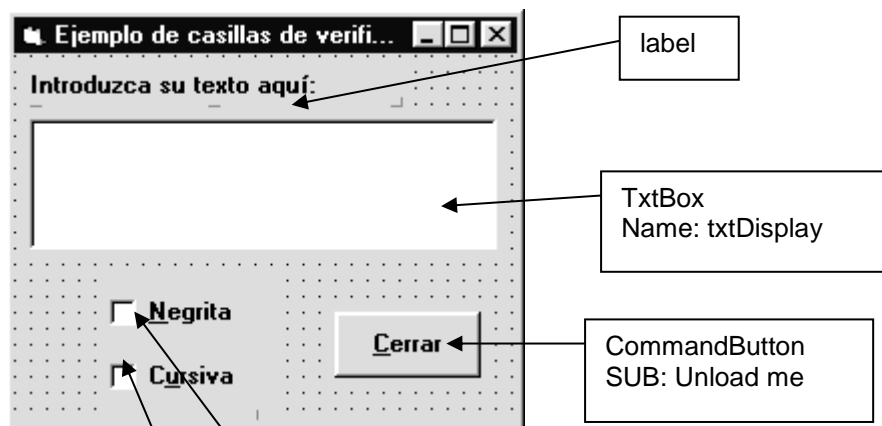 Ejemplo de casillas de verifi...
label
Introduzca su texto aquí:
TxtBox
Name: txtDisplay
Negrita
Cerrar
CommandButton
SUB: Unload me
Cursiva